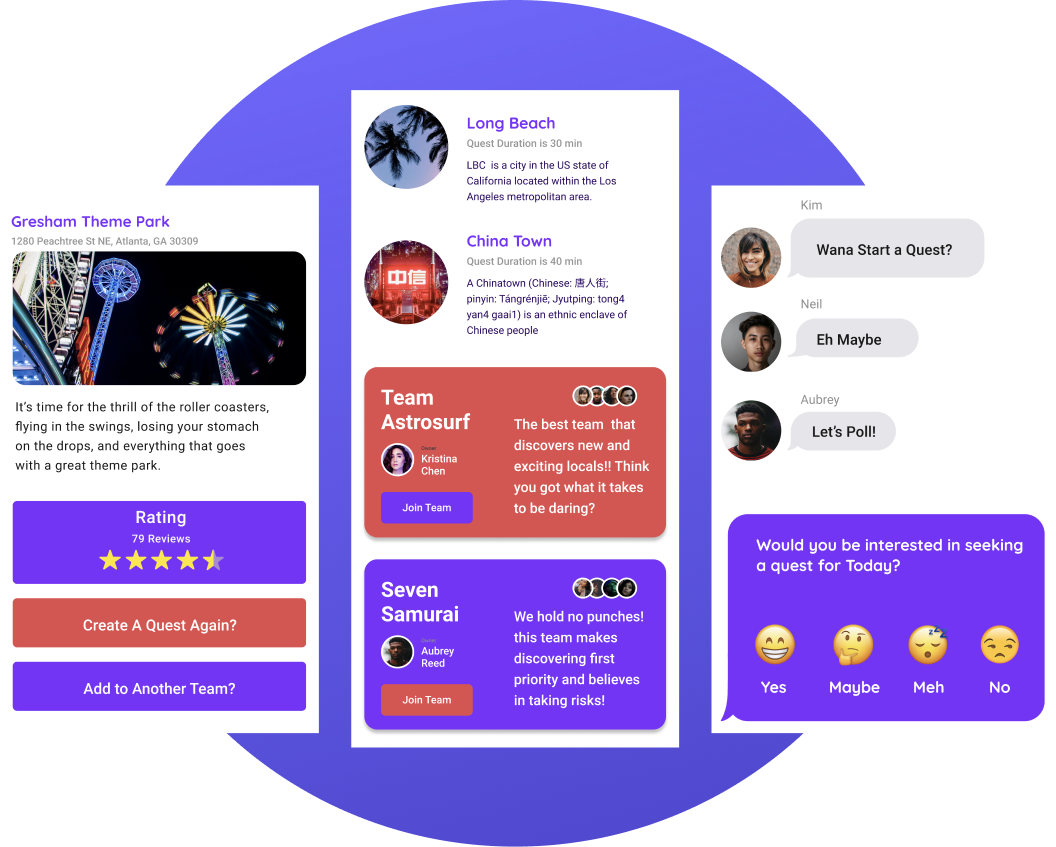 Gresham Theme Park
1280 Peachtree St NE, Atlanta, GA 30309
It’s time for the thrill of the roller coasters,
flying in the swings, losing your stomach
on the drops, and everything that goes
with a great theme park.
Rating
79 Reviews
Create A Quest Again?
Add to Another Team?
Long Beach
Quest Duration is 30 min
LBC is a city in the US state of
California located within the Los
Angeles metropolitan area.
中信
China Town
Quest Duration is 40 min
A Chinatown (Chinese: 唐人街;
pinyin: Tángrénjiē; Jyutping: tong4
yan4 gaai1) is an ethnic enclave of
Chinese people
Team
Astrosurf
Owner
Kristina
Chen
Join Team
The best team that
discovers new and
exciting locals!! Think
you got what it takes
to be daring?
Seven
Samurai
Owner
Aubrey
Reed
Join Team
We hold no punches!
this team makes
discovering first
priority and believes
in taking risks!
Kim
Wana Start a Quest?
Neil
Eh Maybe
Aubrey
Let’s Poll!
Would you be interested in seeking
a quest for Today?
Yes
Maybe
Meh
No